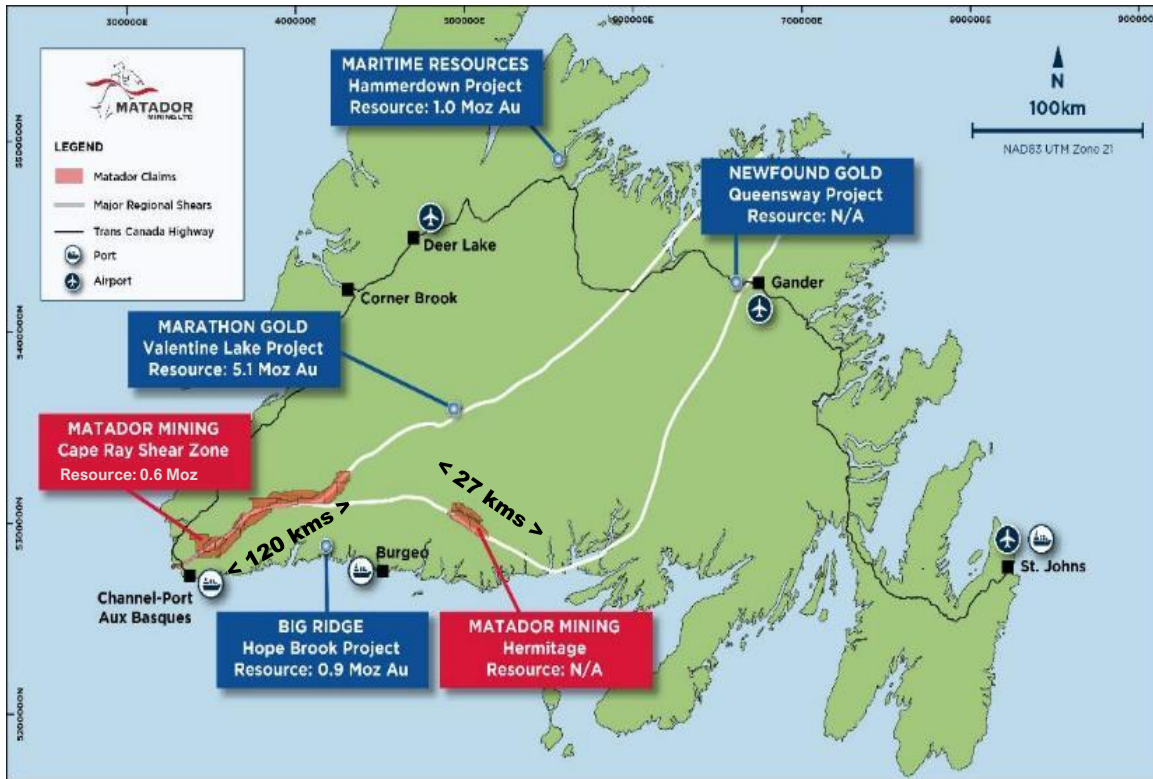 300000E
400000E
500000E
600000E
700000E
800000E
900000E
5500000N
5400000N
5300000N
5200000N
MATADOR
MINING LTD
LEGEND
Matador Claims
Major Regional Shears
Trans Canada Highway
Port
Airport
MARITIME RESOURCES
Hammerdown Project
Resource: 1.0 Moz Au
N
100km
NAD83 UTM Zone 21
NEWFOUND GOLD
Queensway Project
Resource: N/A
Deer Lake
Corner Brook
Gander
MARATHON GOLD
Valentine Lake Project
Resource: 5.1 Moz Au
MATADOR MINING
Cape Ray Shear Zone
Resource: 0.6 Moz
< 120 kms >
< 27 kms >
Burgeo
St. Johns
Channel-Port
Aux Basques
BIG RIDGE
Hope Brook Project
Resource: 0.9 Moz Au
MATADOR MINING
Hermitage
Resource: N/A